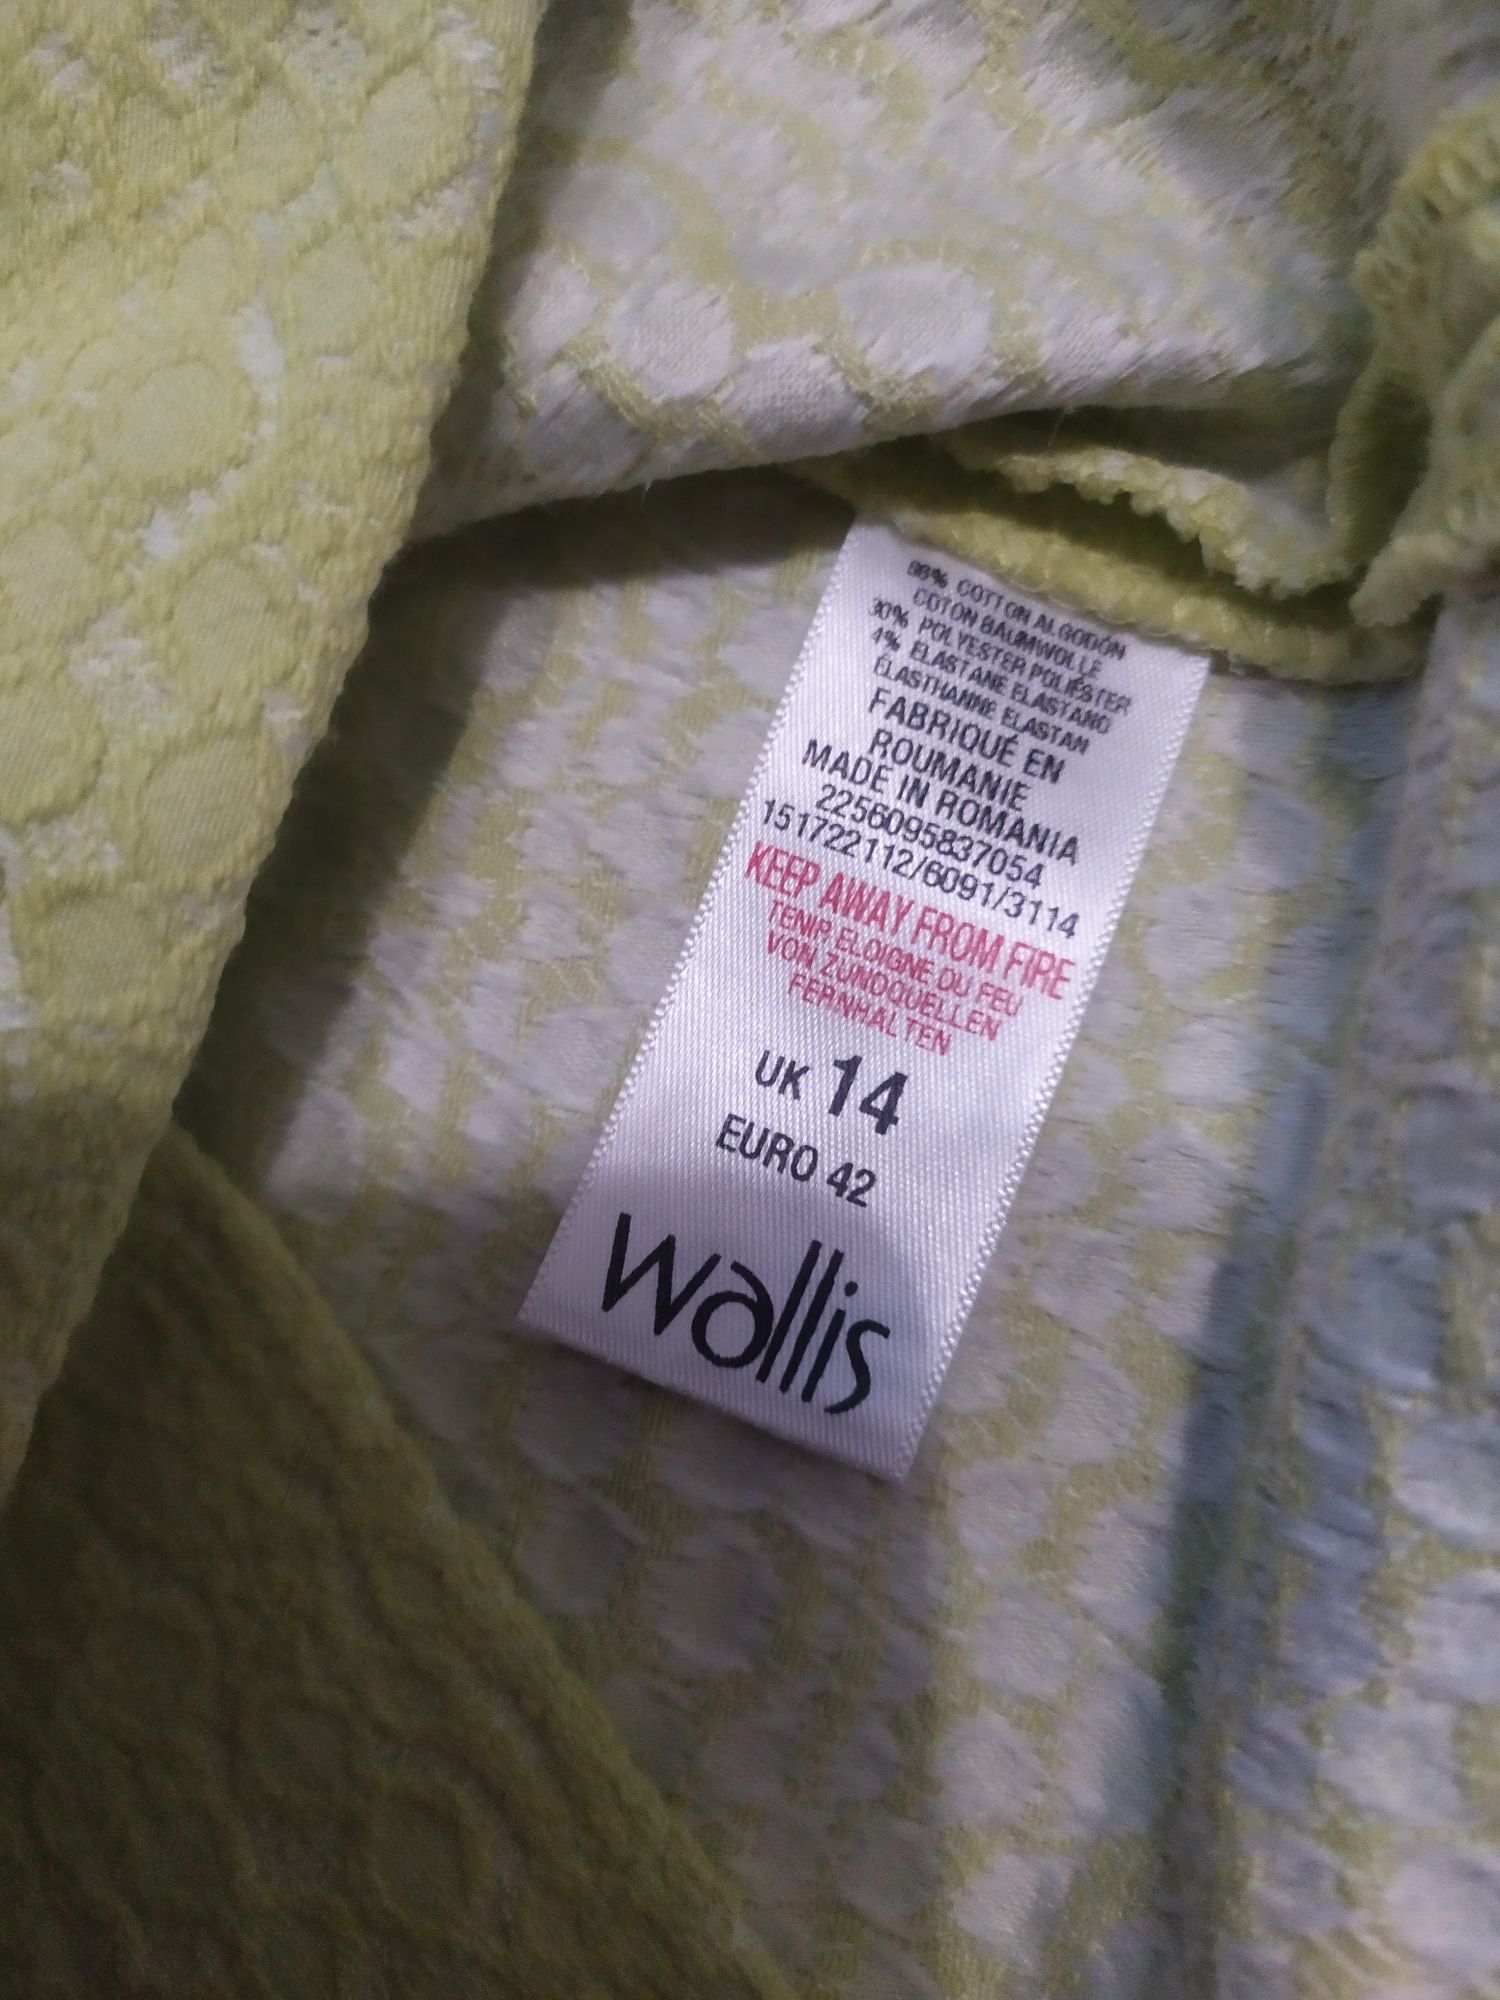 66% COTTON ALGODÓN
COTON BAUMWOLLE
30% POLYESTER POLIÉSTER
4% ELASTANE ELASTANO
ÉLASTHANNE ELASTAN
FABRIQUÉ EN
ROUMANIE
MADE IN ROMANIA
2256095837054
151722112/6091/3114
KEEP AWAY FROM FIRE
TENIR ELOIGNE DU FEU
VON ZUNDQUELLEN
FERNHALTEN
UK 14
EURO 42
wallis